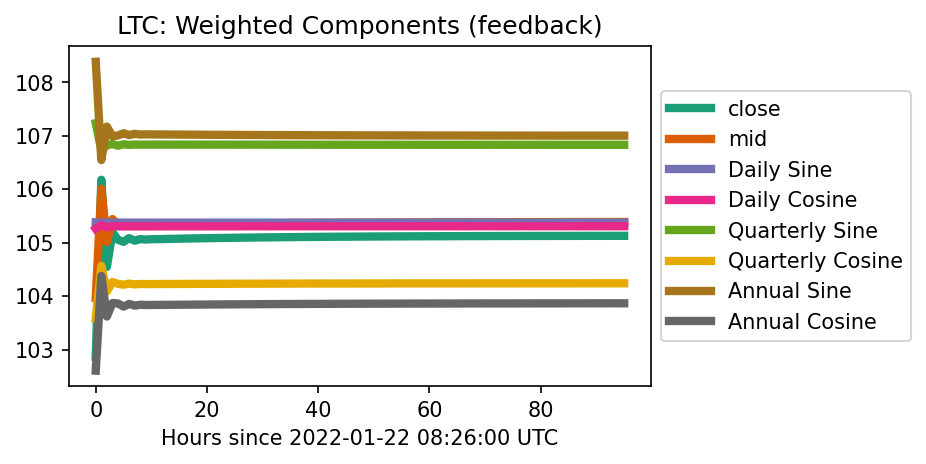 LTC: Weighted Components (feedback)
108
107
106
105
104
103
0 20 40 60 80
Hours since 2022-01-22 08:26:00 UTC
close
mid
Daily Sine
Daily Cosine
Quarterly Sine
Quarterly Cosine
Annual Sine
Annual Cosine